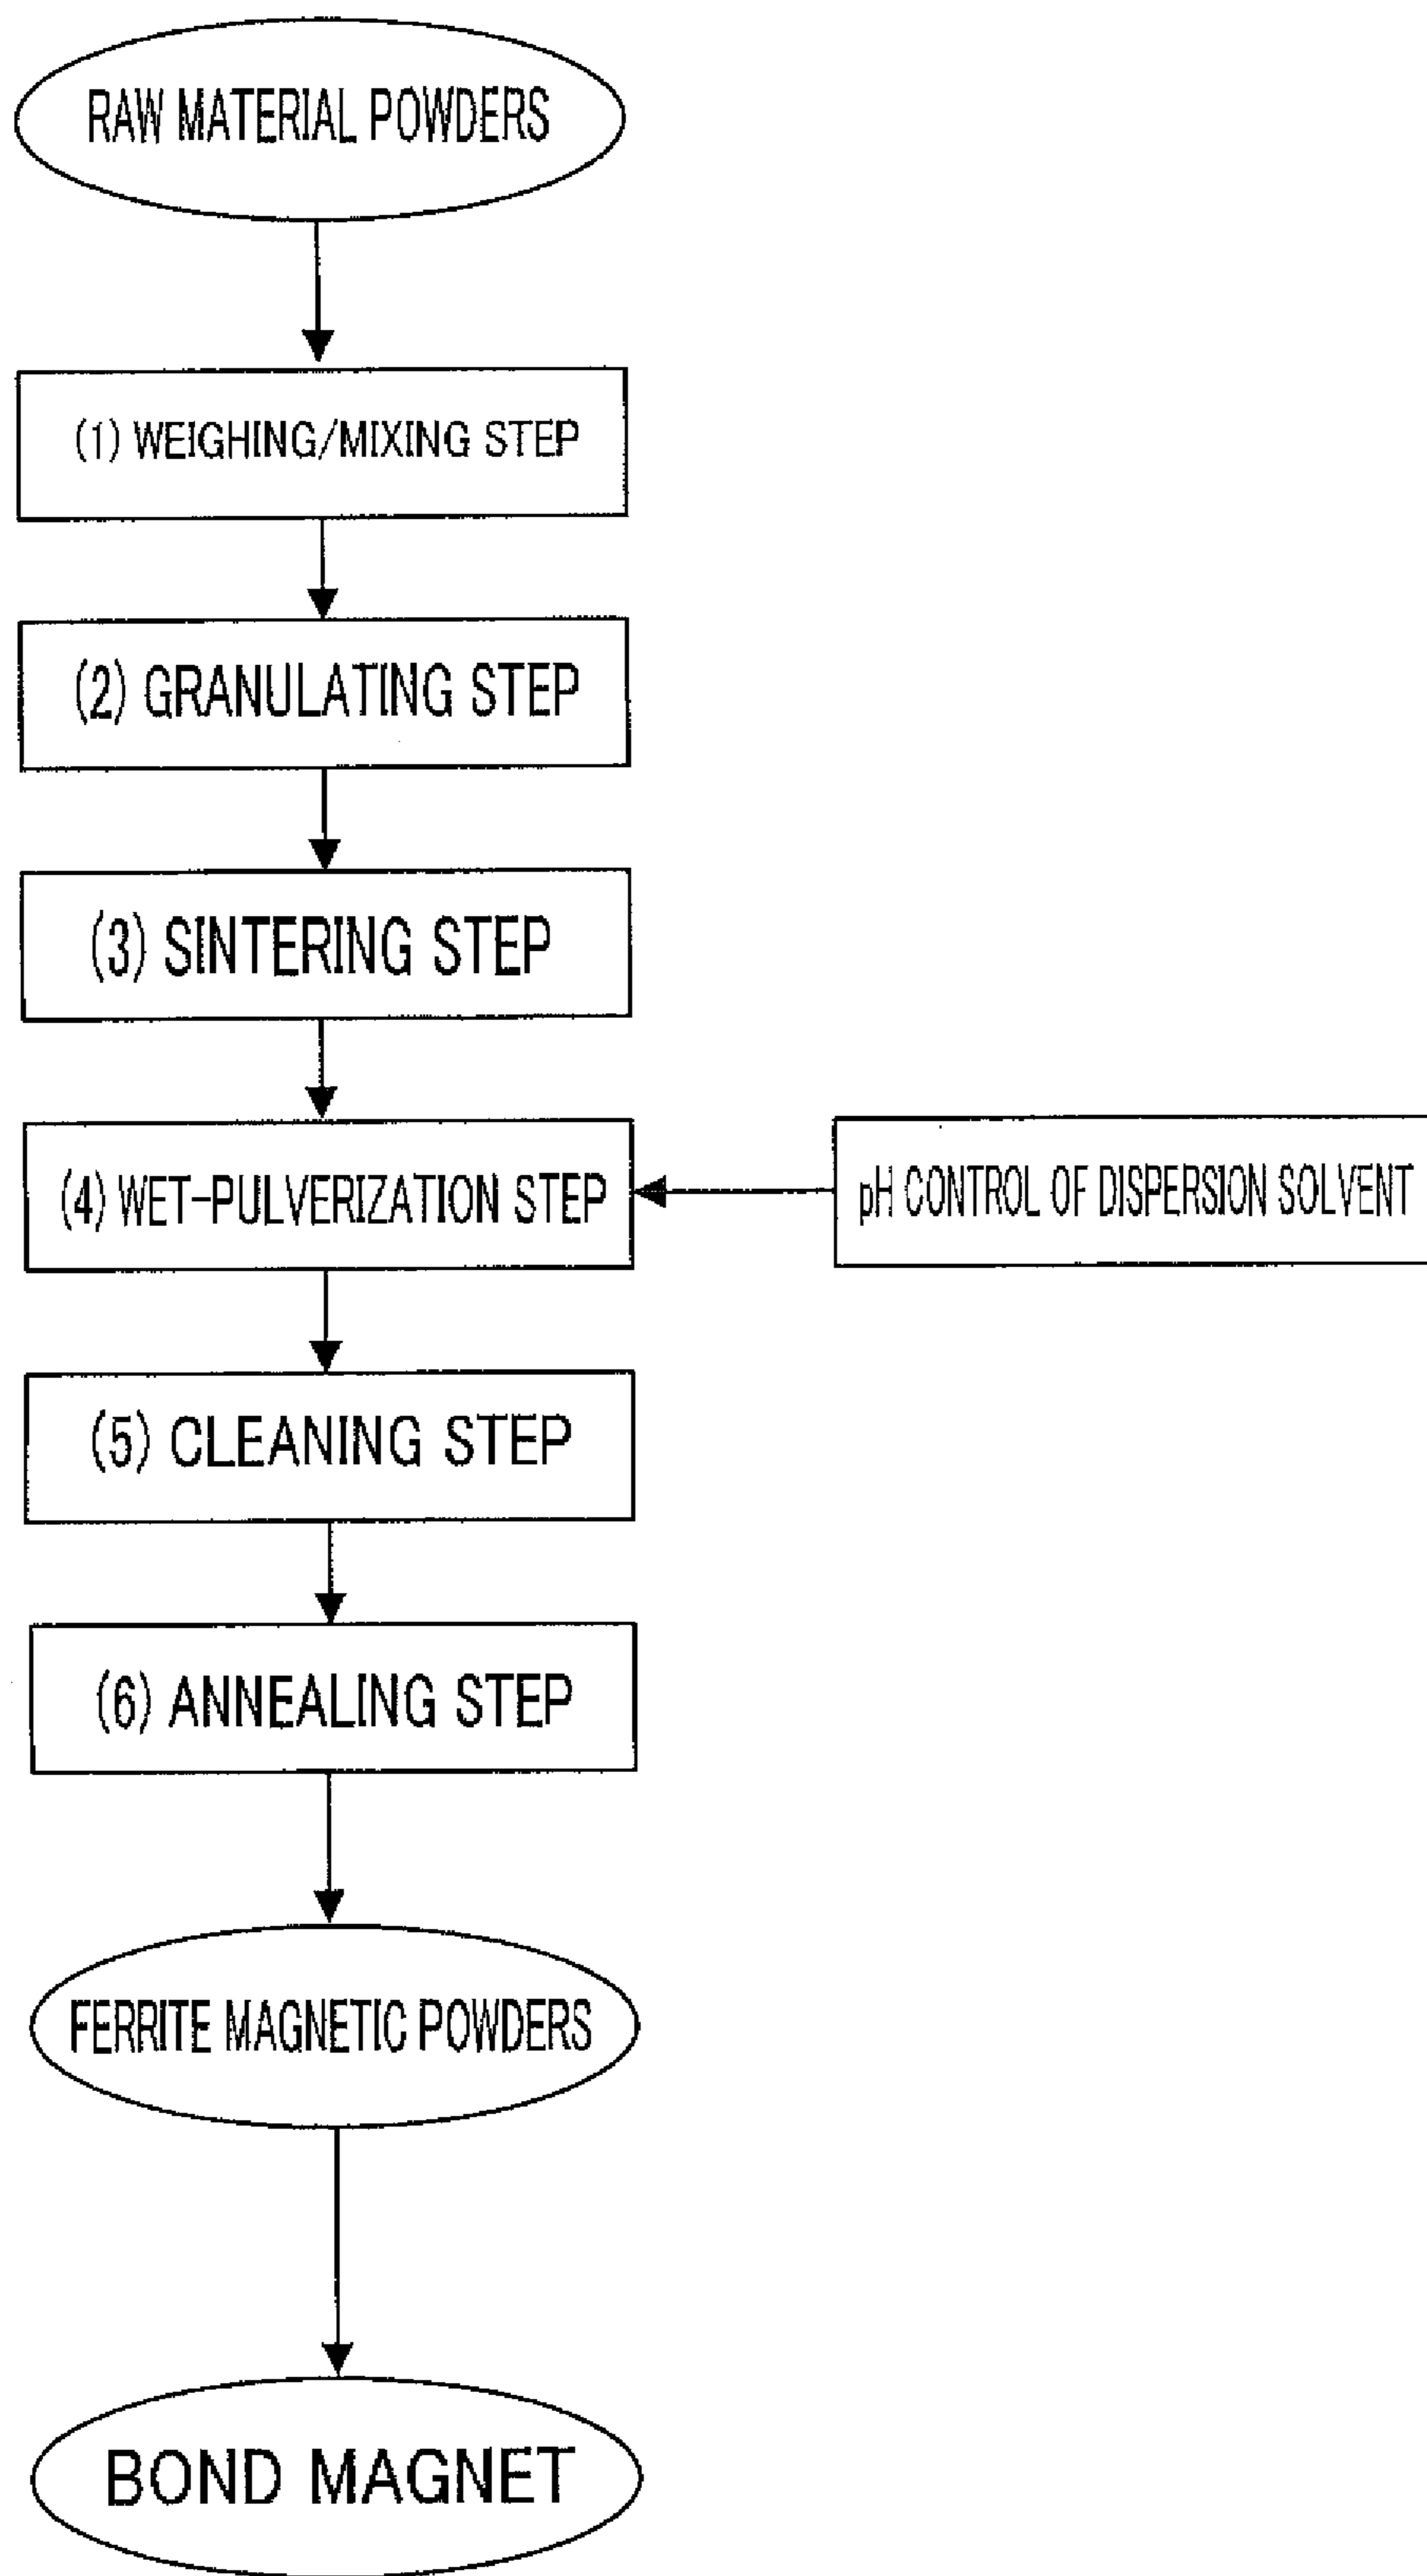 RAW MATERIAL POWDERS
(1) WEIGHING/MIXING STEP
(2) GRANULATING STEP
(3) SINTERING STEP
(4) WET-PULVERIZATION STEP
pH CONTROL OF DISPERSION SOLVENT
(5) CLEANING STEP
(6) ANNEALING STEP
FERRITE MAGNETIC POWDERS
BOND MAGNET